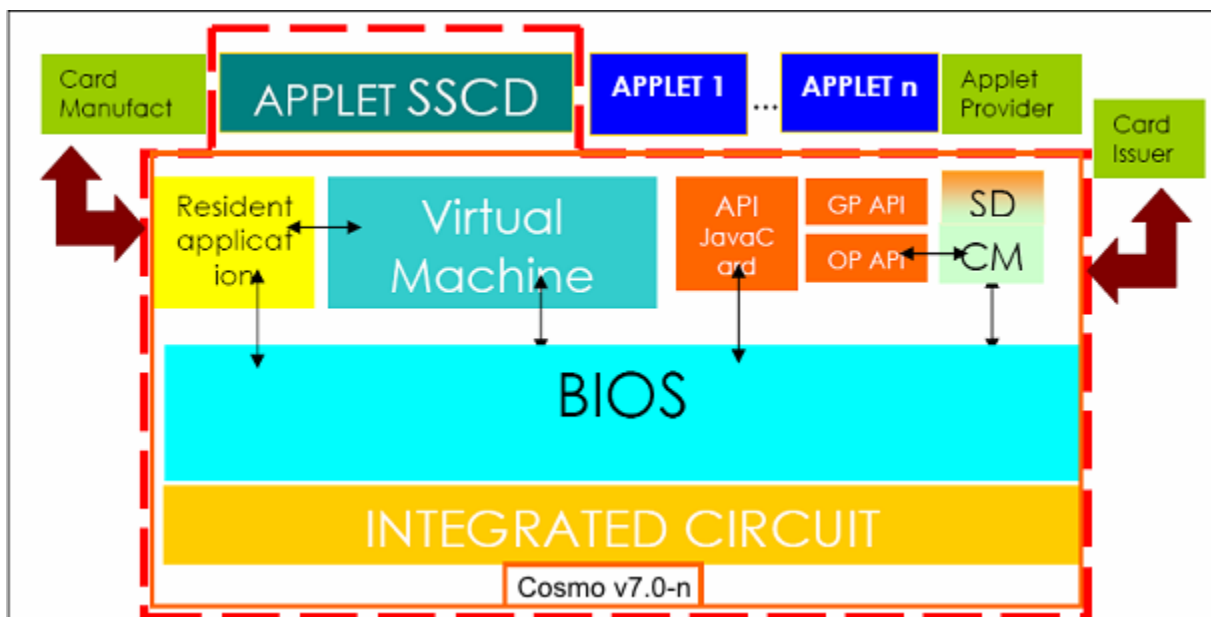 Card
Manufact
APPLET SSCD
APPLET 1
...
APPLET n
Applet
Provider
Card
Issuer
Resident
applicat
ion
Virtual
Machine
API
JavaC
ard
GP API
OP API
SD
CM
BIOS
INTEGRATED CIRCUIT
Cosmo v7.0-n